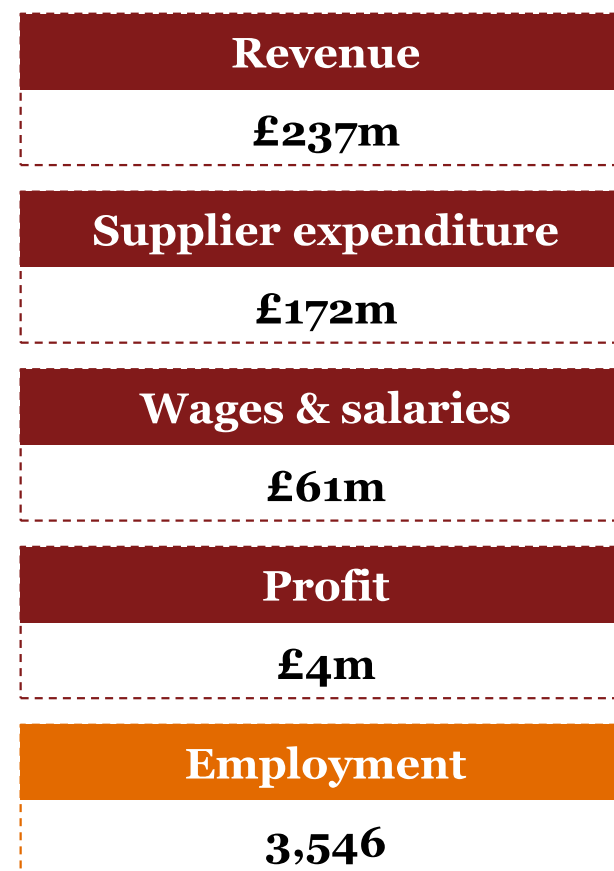 Revenue
£237m
Supplier expenditure
£172m
Wages & salaries
£61m
Profit
£4m
Employment
3,546